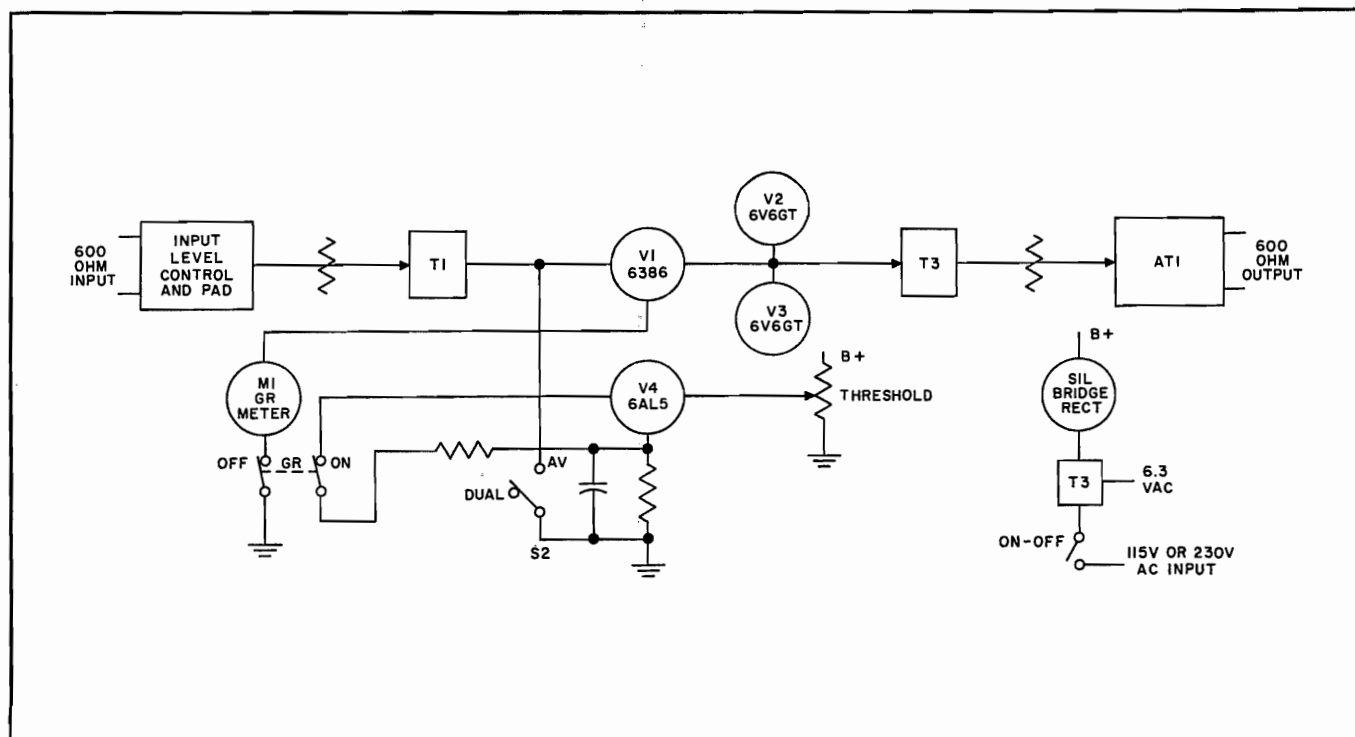 600
OHM
INPUT
INPUT
LEVEL
CONTROL
AND PAD
T1
V1
6386
V2
6V6GT
V3
6V6GT
T3
AT1
600
OHM
OUTPUT
M1
GR
METER
V4
6AL5
B+
THRESHOLD
B+
SIL
BRIDGE
RECT
OFF
GR
ON
AV
DUAL
S2
T3
6.3
VAC
ON-OFF
115V OR 230V
AC INPUT